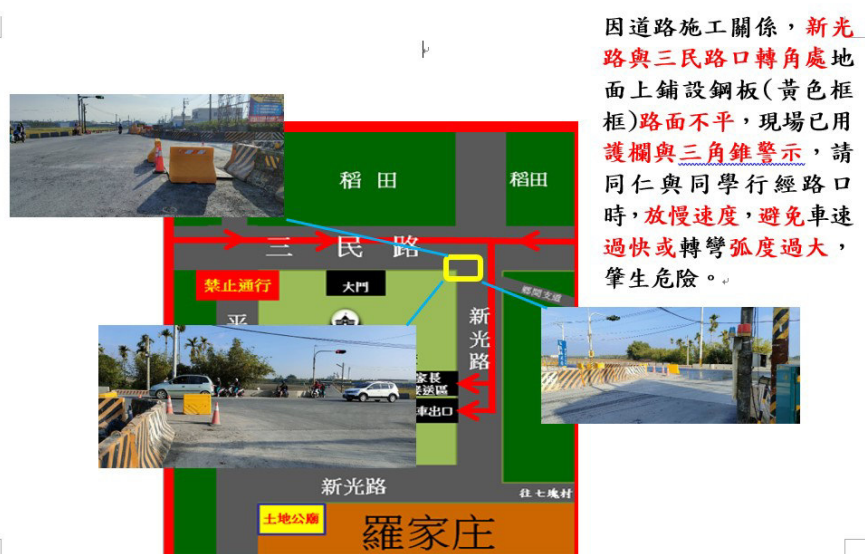 因道路施工關係，新光
路與三民路口轉角處地
面上鋪設鋼板(黃色框
框)路面不平，現場已用
護欄與三角錐警示，請
同仁與同學行經路口
時，放慢速度，避免車速
過快或轉彎弧度過大，
肇生危險。
稻田
稻田
三民路
禁止通行
大門
鄉間支道
平
新光路
家長
接送區
車出口
新光路
往七塊村
土地公廟
羅家庄